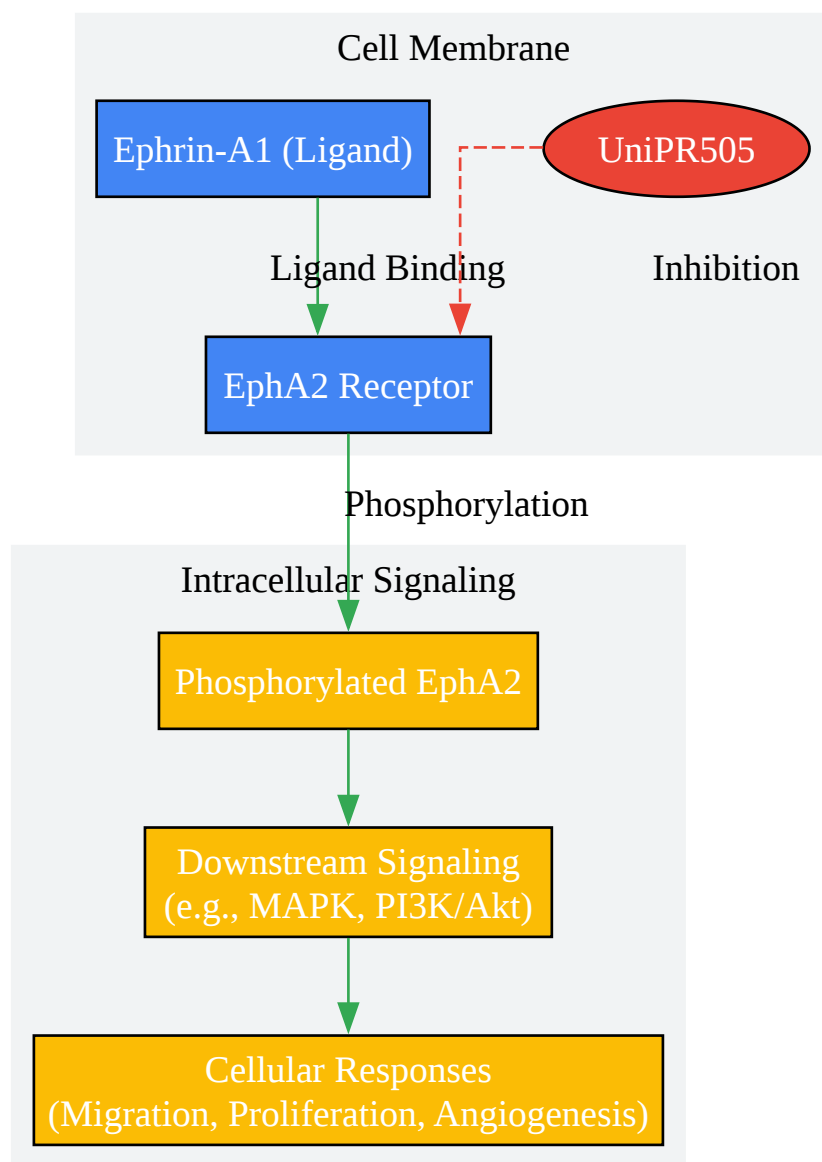 Cell Membrane
Ephrin-A1 (Ligand)
UniPR505
Ligand Binding
Inhibition
EphA2 Receptor
Phosphorylation
Intracellular Signaling
Phosphorylated EphA2
Downstream Signaling
(e.g., MAPK, PI3K/Akt)
Cellular Responses
(Migration, Proliferation, Angiogenesis)